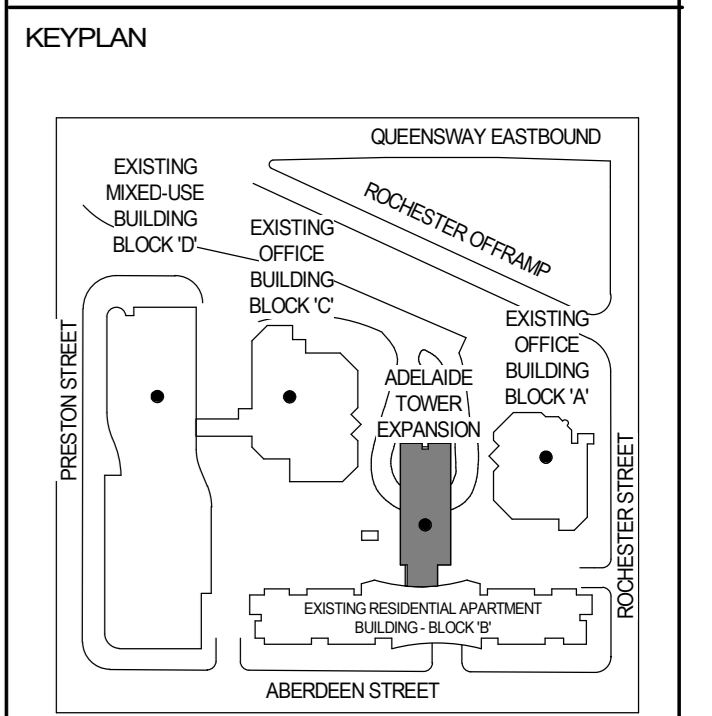 KEYPLAN
QUEENSWAY EASTBOUND
EXISTING
MIXED-USE
BUILDING
BLOCK 'D'
ROCHESTER OFFRAMP
EXISTING
OFFICE
BUILDING
BLOCK 'C'
EXISTING
OFFICE
BUILDING
BLOCK 'A'
ADELAIDE
TOWER
EXPANSION
PRESTON STREET
ROCHESTER STREET
EXISTING RESIDENTIAL APARTMENT
BUILDING - BLOCK 'B'
ABERDEEN STREET